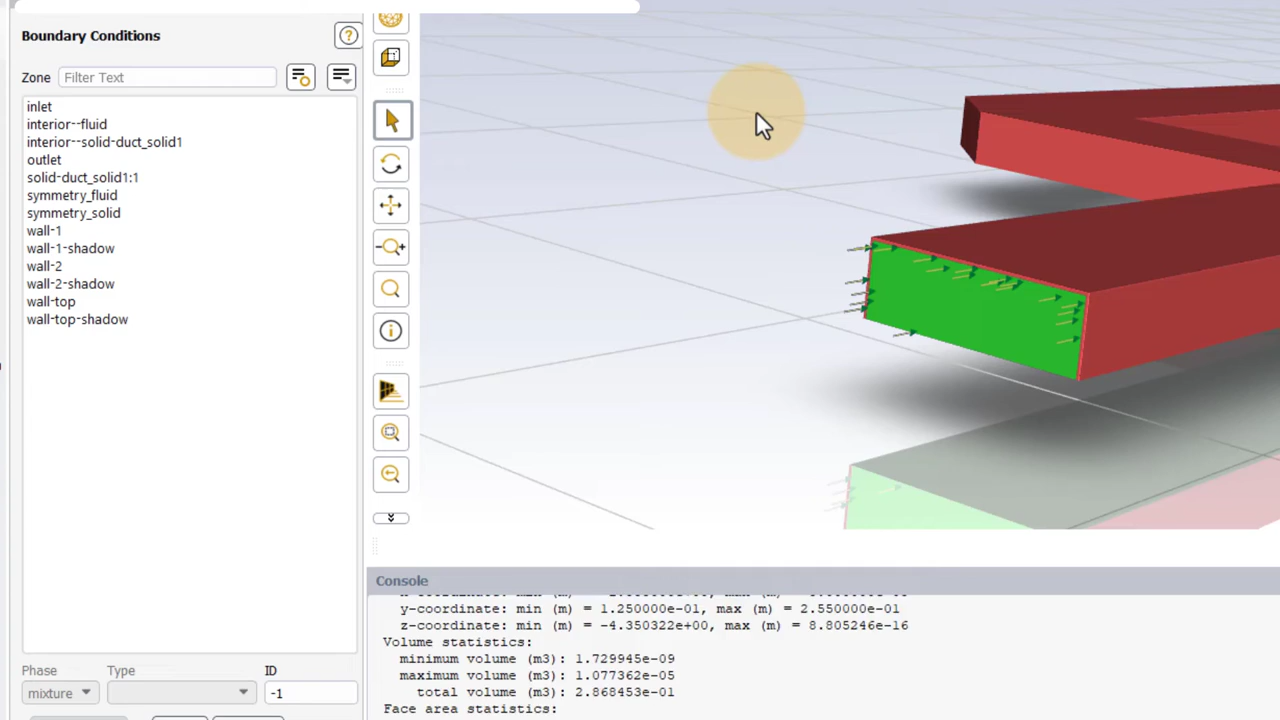 Boundary Conditions
?
Zone
Filter Text
inlet
interior--fluid
interior--solid-duct_solid1
outlet
solid-duct_solid1:1
symmetry_fluid
symmetry_solid
wall-1
wall-1-shadow
wall-2
wall-2-shadow
wall-top
wall-top-shadow
Phase Type ID
mixture -1
Console
y-coordinate: min (m) = 1.250000e-01, max (m) = 2.550000e-01
z-coordinate: min (m) = -4.350322e+00, max (m) = 8.805246e-16
Volume statistics:
minimum volume (m3): 1.729945e-09
maximum volume (m3): 1.077362e-05
total volume (m3): 2.868453e-01
Face area statistics: